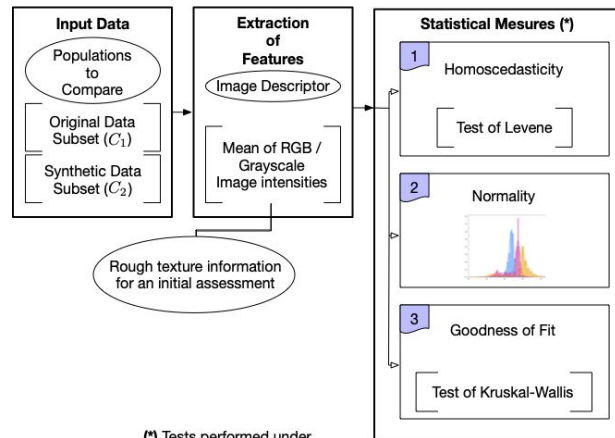 Input Data
Populations
to
Compare
Original Data
Subset (C₁)
Synthetic Data
Subset (C₂)
Extraction
of
Features
Image Descriptor
Mean of RGB /
Grayscale
Image intensities
Rough texture information
for an initial assessment
Statistical Mesures (*)
1
Homoscedasticity
Test of Levene
2
Normality
3
Goodness of Fit
Test of Kruskal-Wallis
(*) Tests performed under